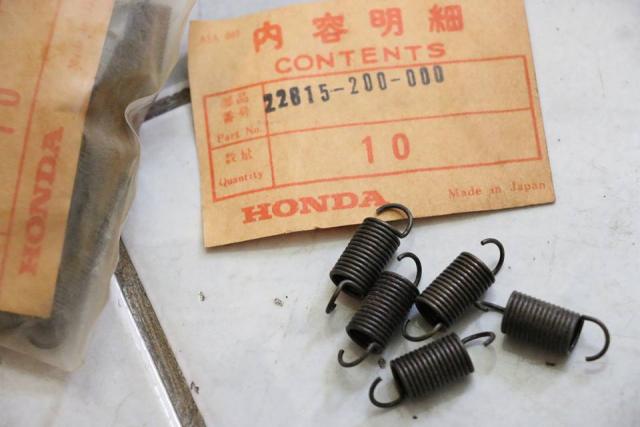 内容明細
CONTENTS
部品
番号
Part No.
22815-200-000
数量
Quantity
10
HONDA
Made in Japan
10
HONDA